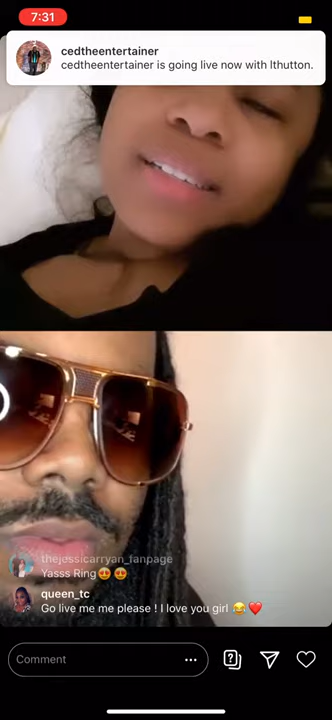 7:31
cedtheentertainer
cedtheentertainer is going live now with lthutton.
thejessicarryan_fanpage
Yasss Ring😍😍
queen_tc
Go live me me please ! I love you girl 😂❤️
Comment